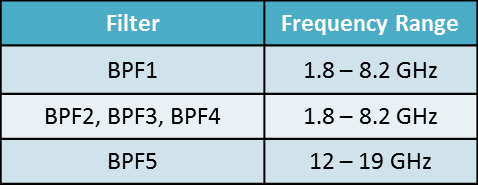 Filter Frequency Range
BPF1 1.8 – 8.2 GHz
BPF2, BPF3, BPF4 1.8 – 8.2 GHz
BPF5 12 – 19 GHz